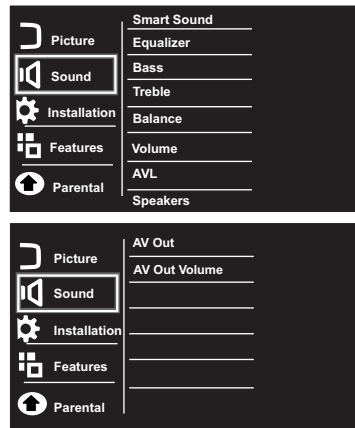 Picture
Sound
Installation
Features
Parental
Smart Sound
Equalizer
Bass
Treble
Balance
Volume
AVL
Speakers
Picture
Sound
Installation
Features
Parental
AV Out
AV Out Volume